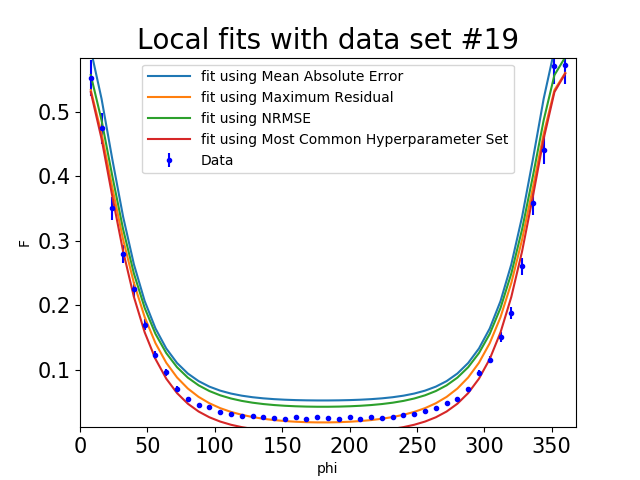 Local fits with data set #19
fit using Mean Absolute Error
fit using Maximum Residual
fit using NRMSE
fit using Most Common Hyperparameter Set
Data
F
0.5
0.4
0.3
0.2
0.1
0 50 100 150 200 250 300 350
phi